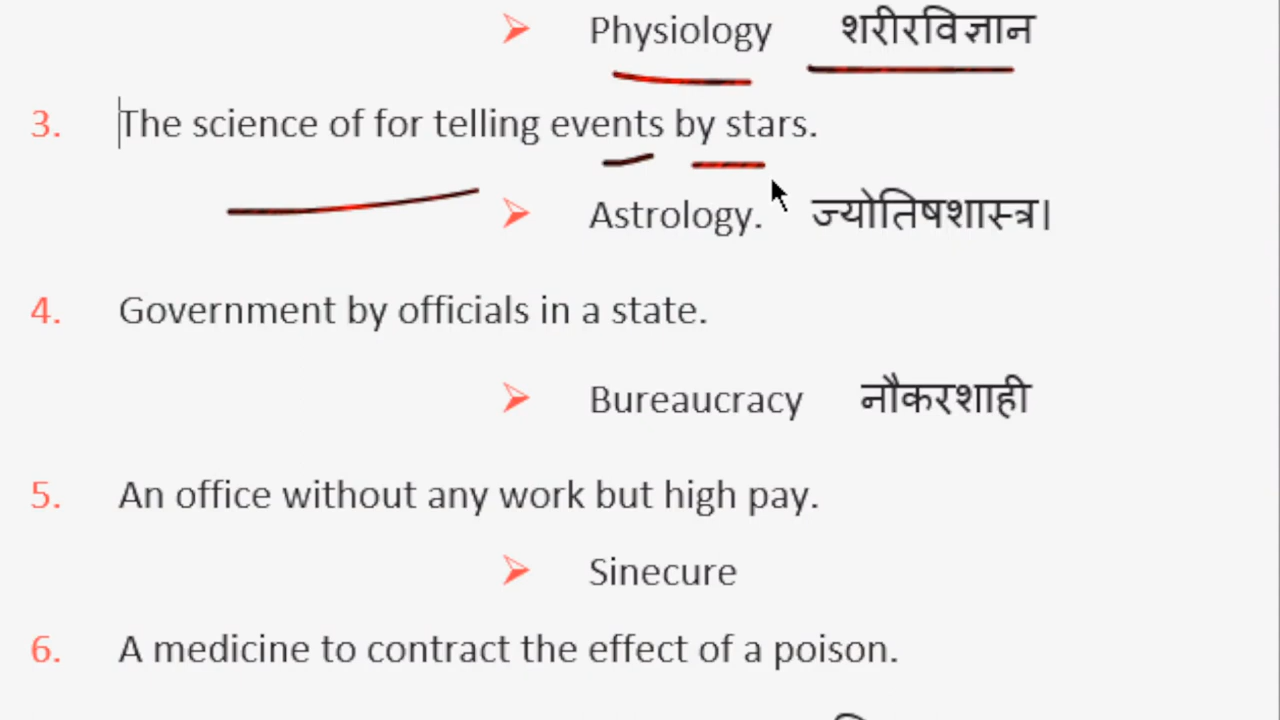 ➢ Physiology शरीरविज्ञान
3. The science of for telling events by stars.
➢ Astrology. ज्योतिषशास्त्र।
4. Government by officials in a state.
➢ Bureaucracy नौकरशाही
5. An office without any work but high pay.
➢ Sinecure
6. A medicine to contract the effect of a poison.